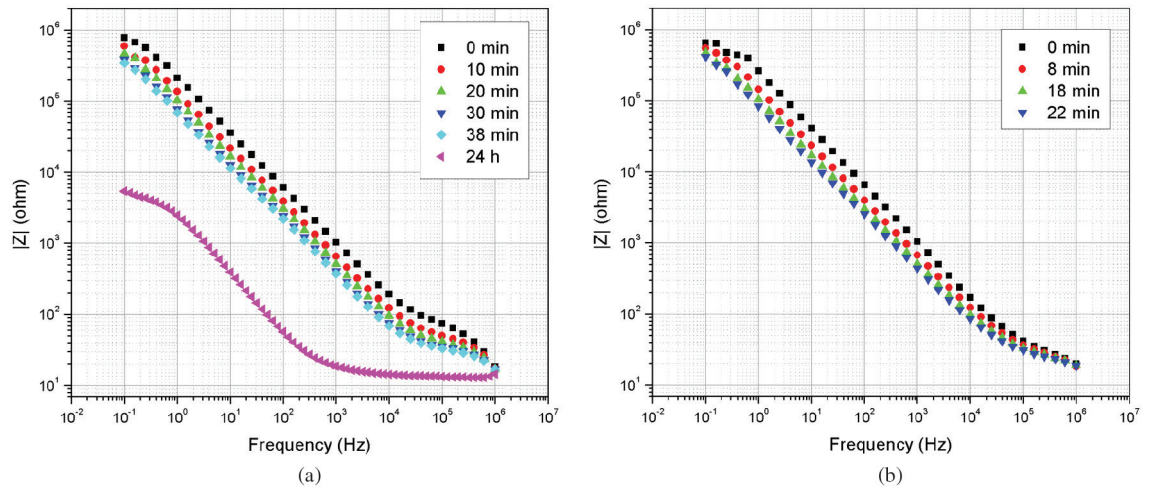 10^6
10^5
10^4
10^3
10^2
10^1
|Z| (ohm)
0 min
10 min
20 min
30 min
38 min
24 h
10^-2 10^-1 10^0 10^1 10^2 10^3 10^4 10^5 10^6 10^7
Frequency (Hz)
(a)
10^6
10^5
10^4
10^3
10^2
10^1
|Z| (ohm)
0 min
8 min
18 min
22 min
10^-2 10^-1 10^0 10^1 10^2 10^3 10^4 10^5 10^6 10^7
Frequency (Hz)
(b)